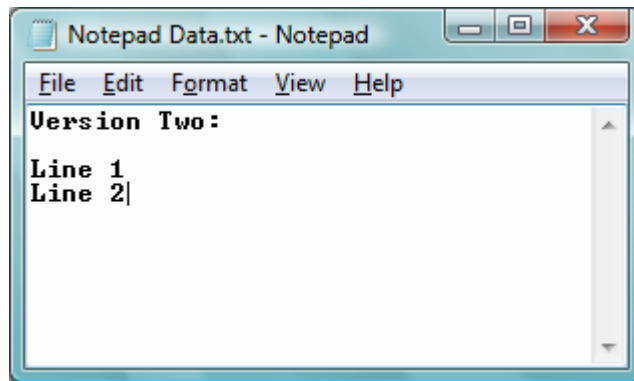 Notepad Data.txt - Notepad
File Edit Format View Help
Version Two:
Line 1
Line 2